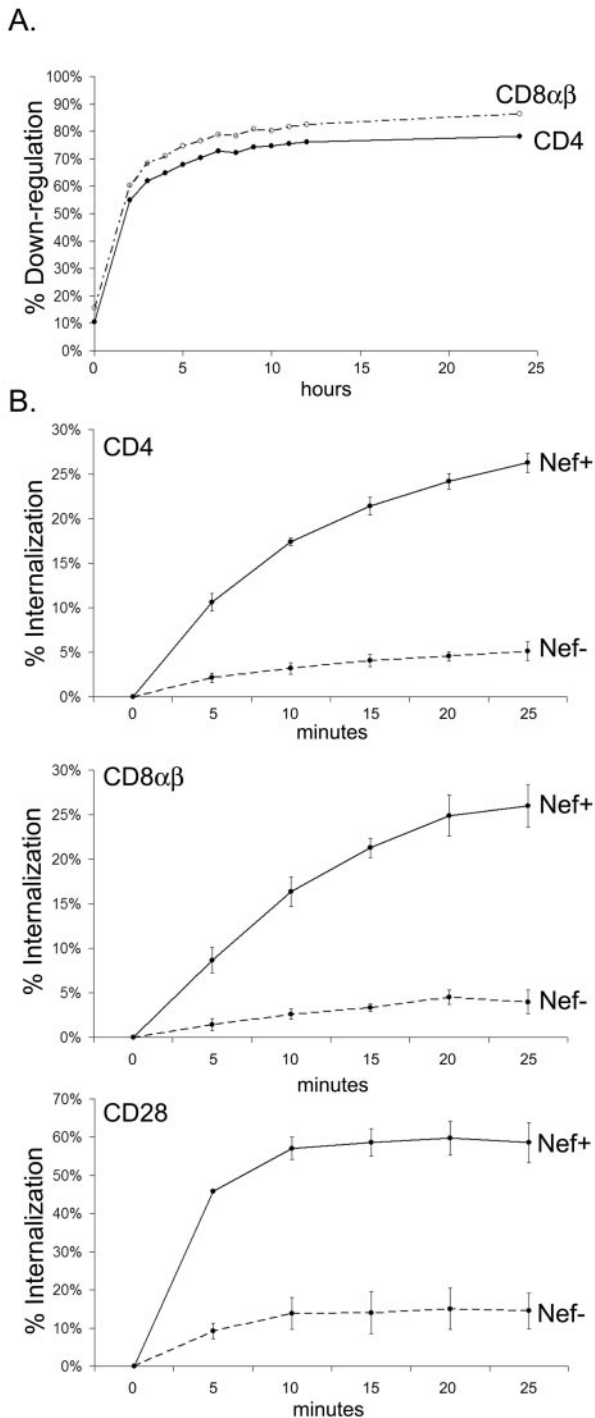 A.
% Down-regulation
100%
90%
80%
70%
60%
50%
40%
30%
20%
10%
0%
CD8αβ
CD4
0 5 10 15 20 25
hours
B.
CD4
% Internalization
30%
25%
20%
15%
10%
5%
0%
Nef+
Nef-
0 5 10 15 20 25
minutes
CD8αβ
% Internalization
30%
25%
20%
15%
10%
5%
0%
Nef+
Nef-
0 5 10 15 20 25
minutes
CD28
% Internalization
70%
60%
50%
40%
30%
20%
10%
0%
Nef+
Nef-
0 5 10 15 20 25
minutes